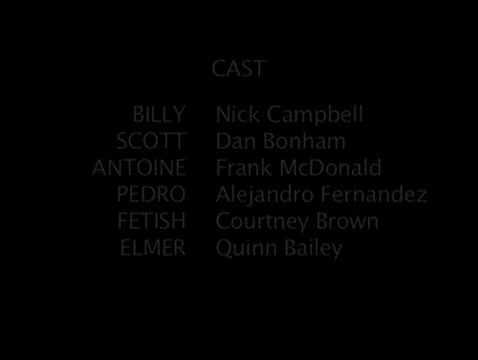 CAST
BILLY Nick Campbell
SCOTT Dan Bonham
ANTOINE Frank McDonald
PEDRO Alejandro Fernandez
FETISH Courtney Brown
ELMER Quinn Bailey